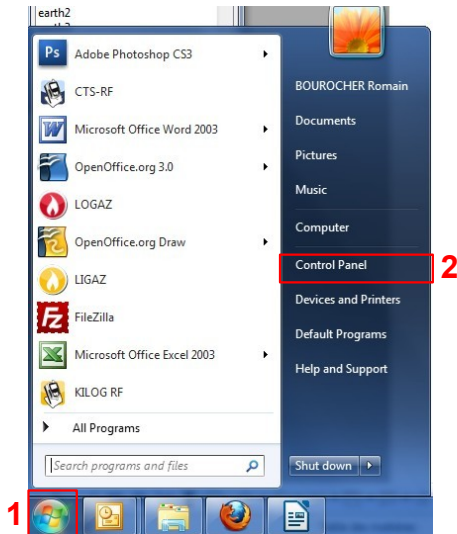 earth2
Ps
Adobe Photoshop CS3
CTS-RF
Microsoft Office Word 2003
OpenOffice.org 3.0
LOGAZ
OpenOffice.org Draw
LIGAZ
Fz
FileZilla
Microsoft Office Excel 2003
KILOG RF
All Programs
Search programs and files
BOUROCHER Romain
Documents
Pictures
Music
Computer
Control Panel
2
Devices and Printers
Default Programs
Help and Support
Shut down
1